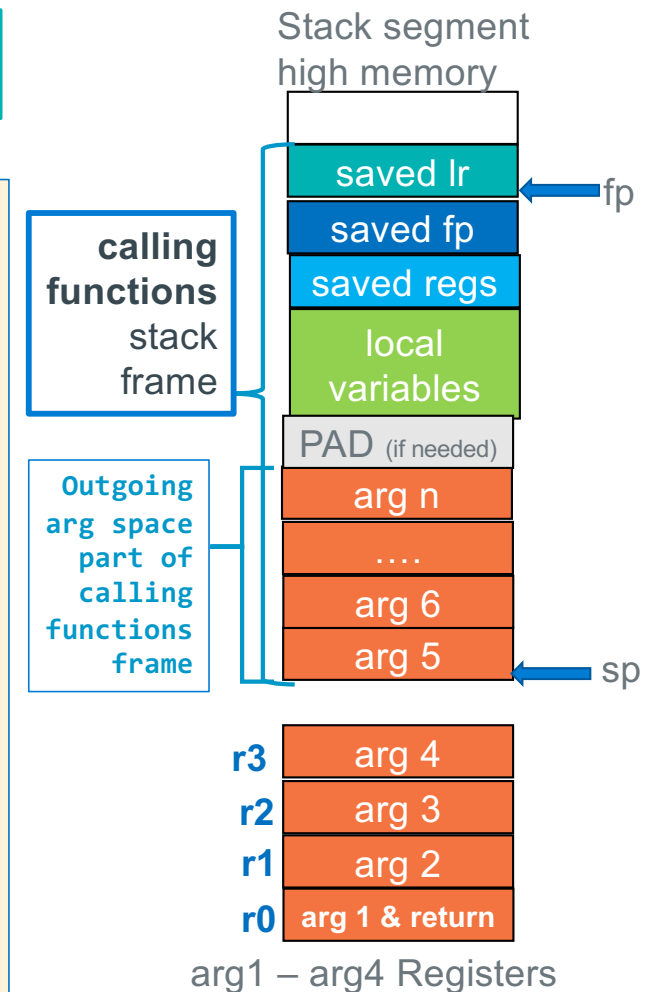 Stack segment
high memory
saved lr
fp
saved fp
calling
functions
stack
frame
saved regs
local
variables
PAD (if needed)
Outgoing
arg space
part of
calling
functions
frame
arg n
....
arg 6
arg 5
sp
r3 arg 4
r2 arg 3
r1 arg 2
r0 arg 1 & return
arg1 – arg4 Registers